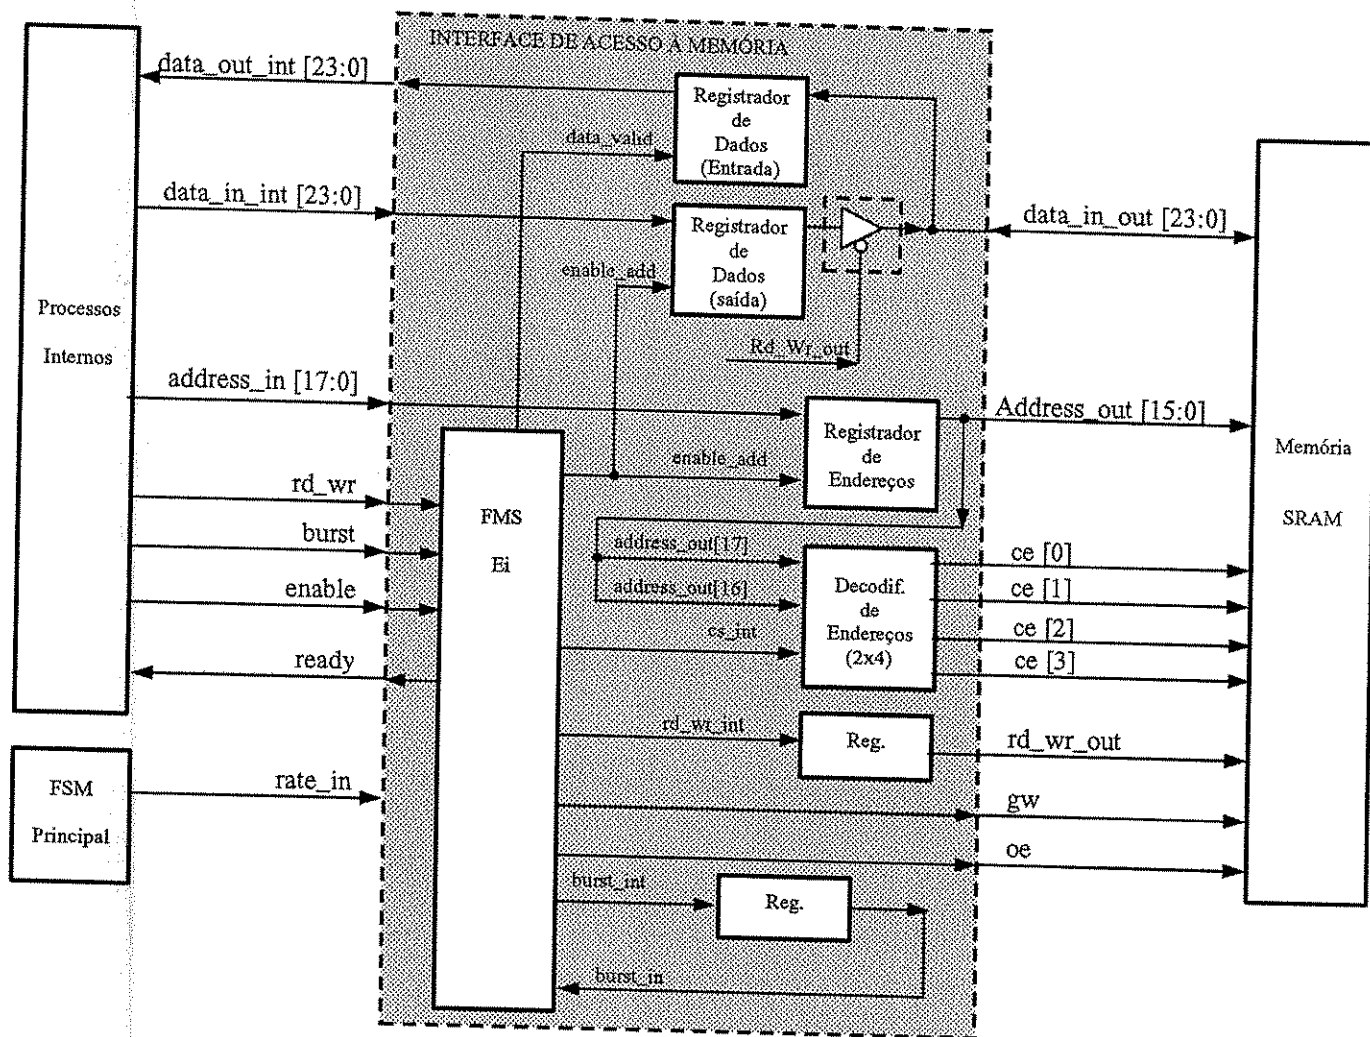 INTERFACE DE ACESSO À MEMÓRIA
data_out_int [23:0]
Registrador
de
Dados
(Entrada)
data_valid
data_in_int [23:0]
Registrador
de
Dados
(saída)
data_in_out [23:0]
enable_add
Processos
Internos
Rd_Wr_out
address_in [17:0]
Registrador
de
Endereços
Address_out [15:0]
enable_add
Memória
SRAM
rd_wr
burst
enable
ready
FMS
Ei
address_out[17]
address_out[16]
cs_int
Decodif.
de
Endereços
(2x4)
ce [0]
ce [1]
ce [2]
ce [3]
rd_wr_int
Reg.
rd_wr_out
FSM
Principal
rate_in
gw
oe
burst_int
Reg.
burst_in